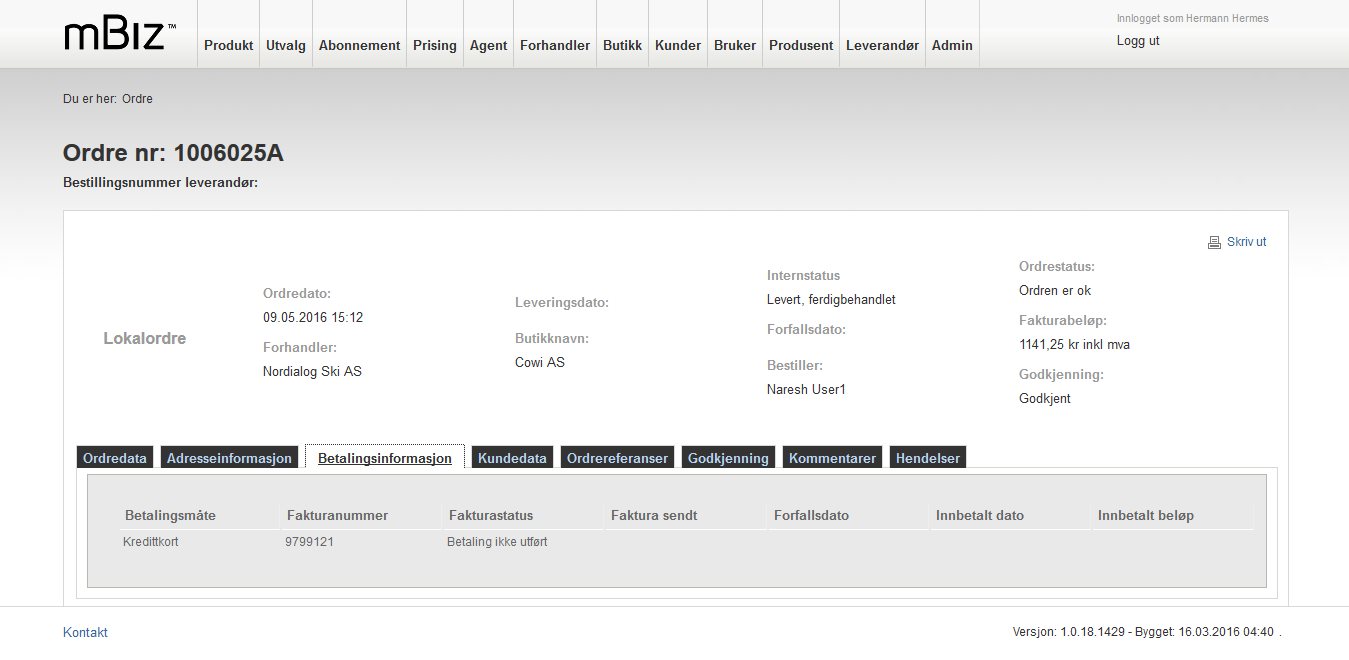 mBiz™
Produkt Utvalg Abonnement Prising Agent Forhandler Butikk Kunder Bruker Produsent Leverandør Admin
Innlogget som Hermann Hermes
Logg ut
Du er her: Ordre
Ordre nr: 1006025A
Bestillingsnummer leverandør:
Skriv ut
Lokalordre
Ordredato:
09.05.2016 15:12
Forhandler:
Nordialog Ski AS
Leveringsdato:
Butikknavn:
Cowi AS
Internstatus
Levert, ferdigbehandlet
Forfallsdato:
Bestiller:
Naresh User1
Ordrestatus:
Ordren er ok
Fakturabeløp:
1141,25 kr inkl mva
Godkjenning:
Godkjent
Ordredata Adresseinformasjon Betalingsinformasjon Kundedata Ordrereferanser Godkjenning Kommentarer Hendelser
Betalingsmåte Fakturanummer Fakturastatus Faktura sendt Forfallsdato Innbetalt dato Innbetalt beløp
Kredittkort 9799121 Betaling ikke utført
Kontakt
Versjon: 1.0.18.1429 - Bygget: 16.03.2016 04:40 .